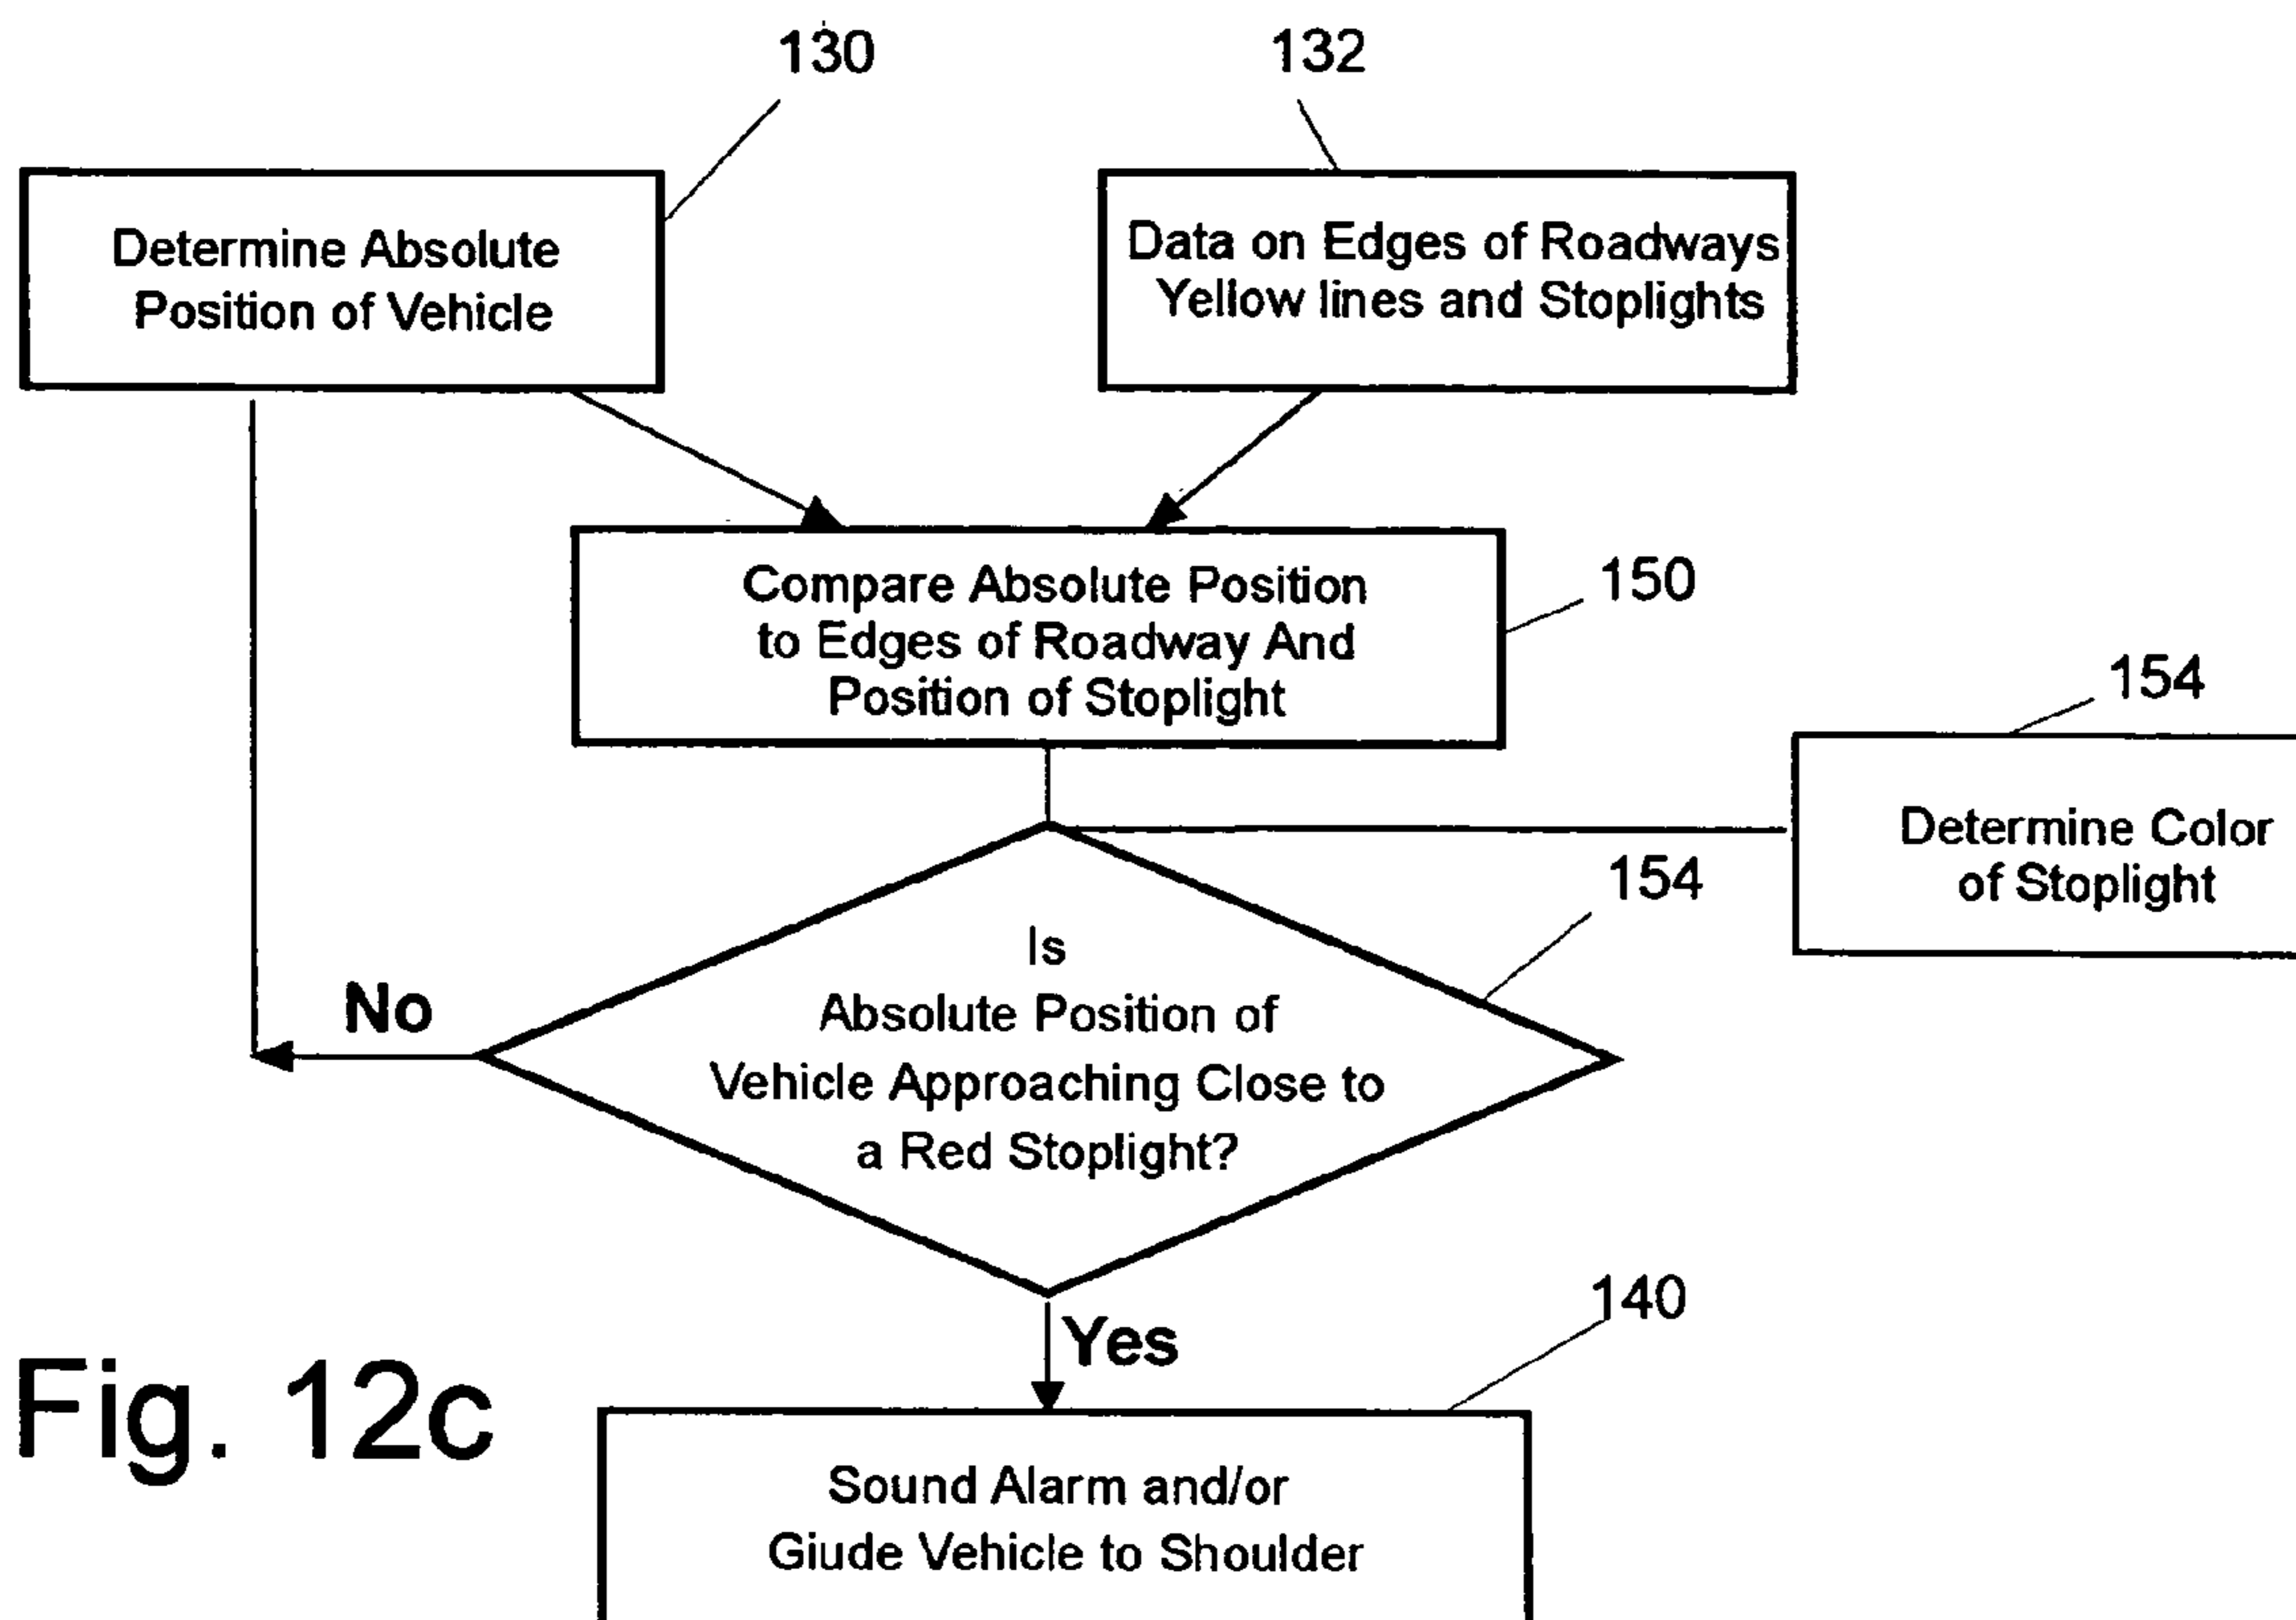 130
132
Determine Absolute
Position of Vehicle
Data on Edges of Roadways
Yellow lines and Stoplights
Compare Absolute Position
to Edges of Roadway And
Position of Stoplight
150
154
Determine Color
of Stoplight
154
Is
Absolute Position of
Vehicle Approaching Close to
a Red Stoplight?
No
Yes
140
Sound Alarm and/or
Giude Vehicle to Shoulder
Fig. 12c